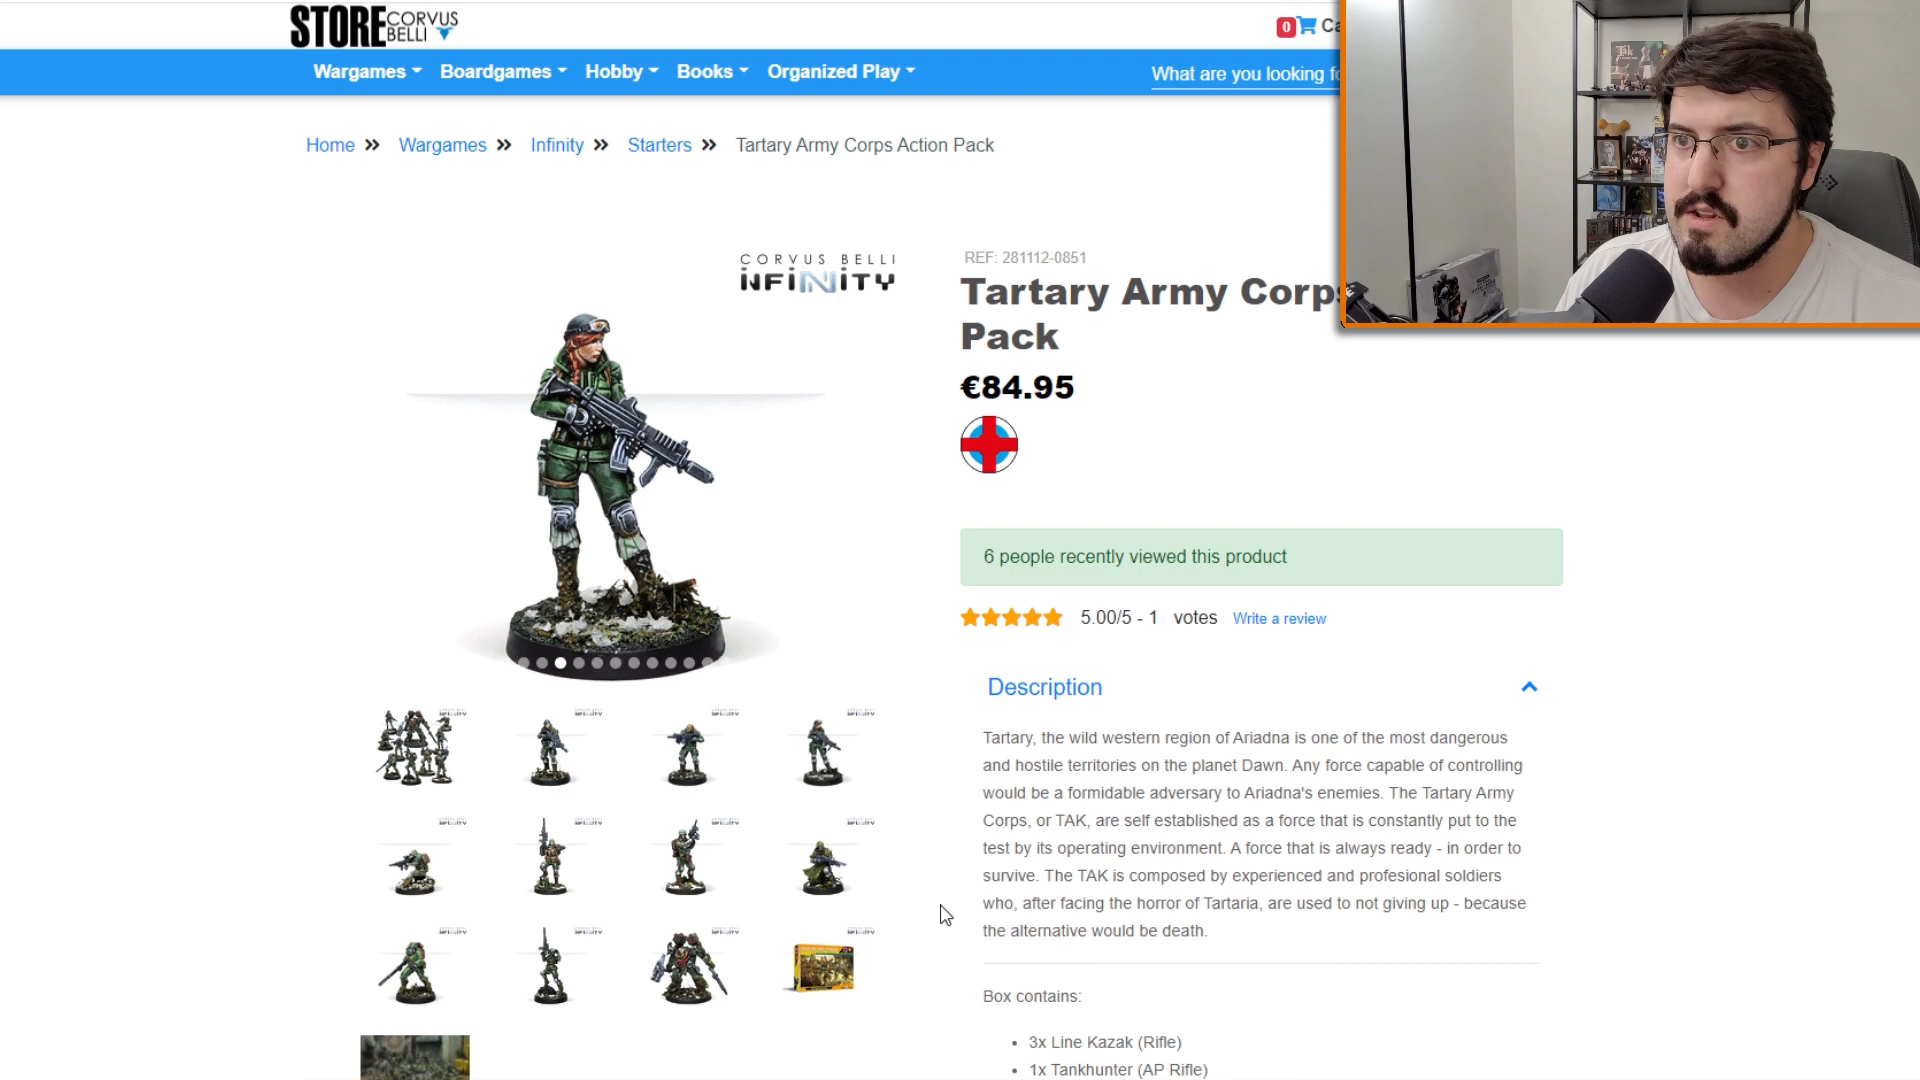 STORE CORVUS BELLI
0 Ca
Wargames Boardgames Hobby Books Organized Play
What are you looking fo
Home » Wargames » Infinity » Starters » Tartary Army Corps Action Pack
CORVUS BELLI
INFINITY
REF: 281112-0851
Tartary Army Corps
Pack
€84.95
6 people recently viewed this product
5.00/5 - 1 votes Write a review
Description
Tartary, the wild western region of Ariadna is one of the most dangerous
and hostile territories on the planet Dawn. Any force capable of controlling
would be a formidable adversary to Ariadna's enemies. The Tartary Army
Corps, or TAK, are self established as a force that is constantly put to the
test by its operating environment. A force that is always ready - in order to
survive. The TAK is composed by experienced and profesional soldiers
who, after facing the horror of Tartaria, are used to not giving up - because
the alternative would be death.
Box contains:
• 3x Line Kazak (Rifle)
• 1x Tankhunter (AP Rifle)
Tak